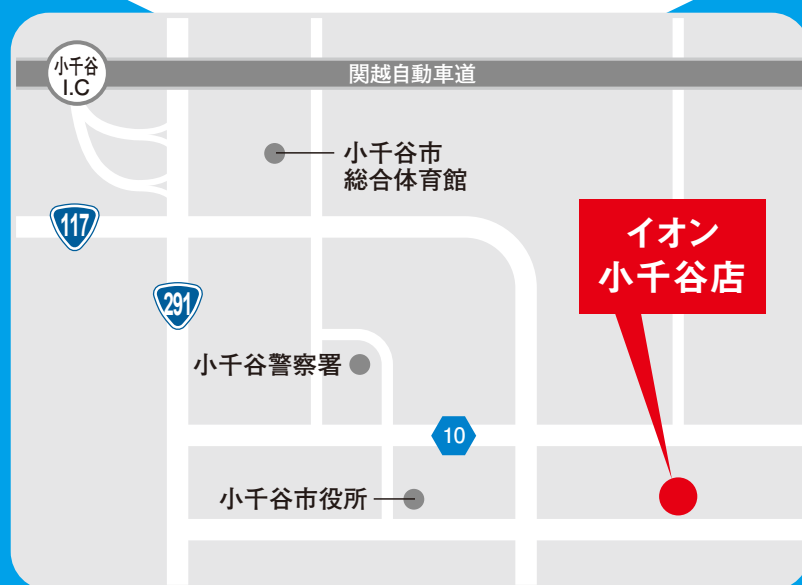 小千谷
I.C
関越自動車道
小千谷市
総合体育館
117
イオン
小千谷店
291
小千谷警察署
10
小千谷市役所